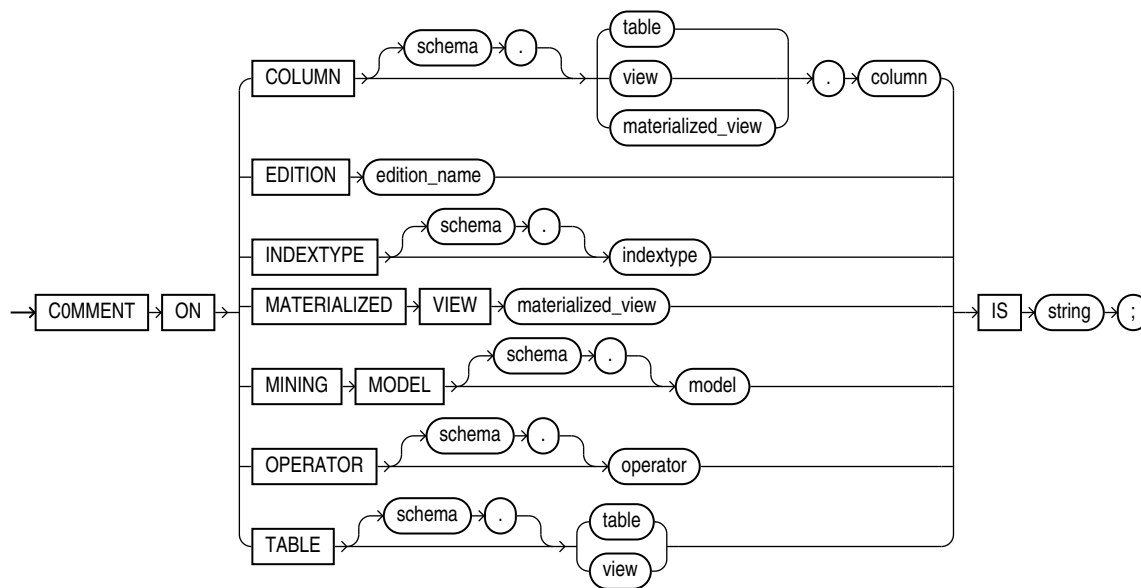 schema . table
COLUMN view . column
materialized_view
EDITION edition_name
schema .
INDEXTYPE indextype
C0MMENT ON MATERIALIZED VIEW materialized_view IS string ;
schema .
MINING MODEL model
schema .
OPERATOR operator
schema . table
TABLE view